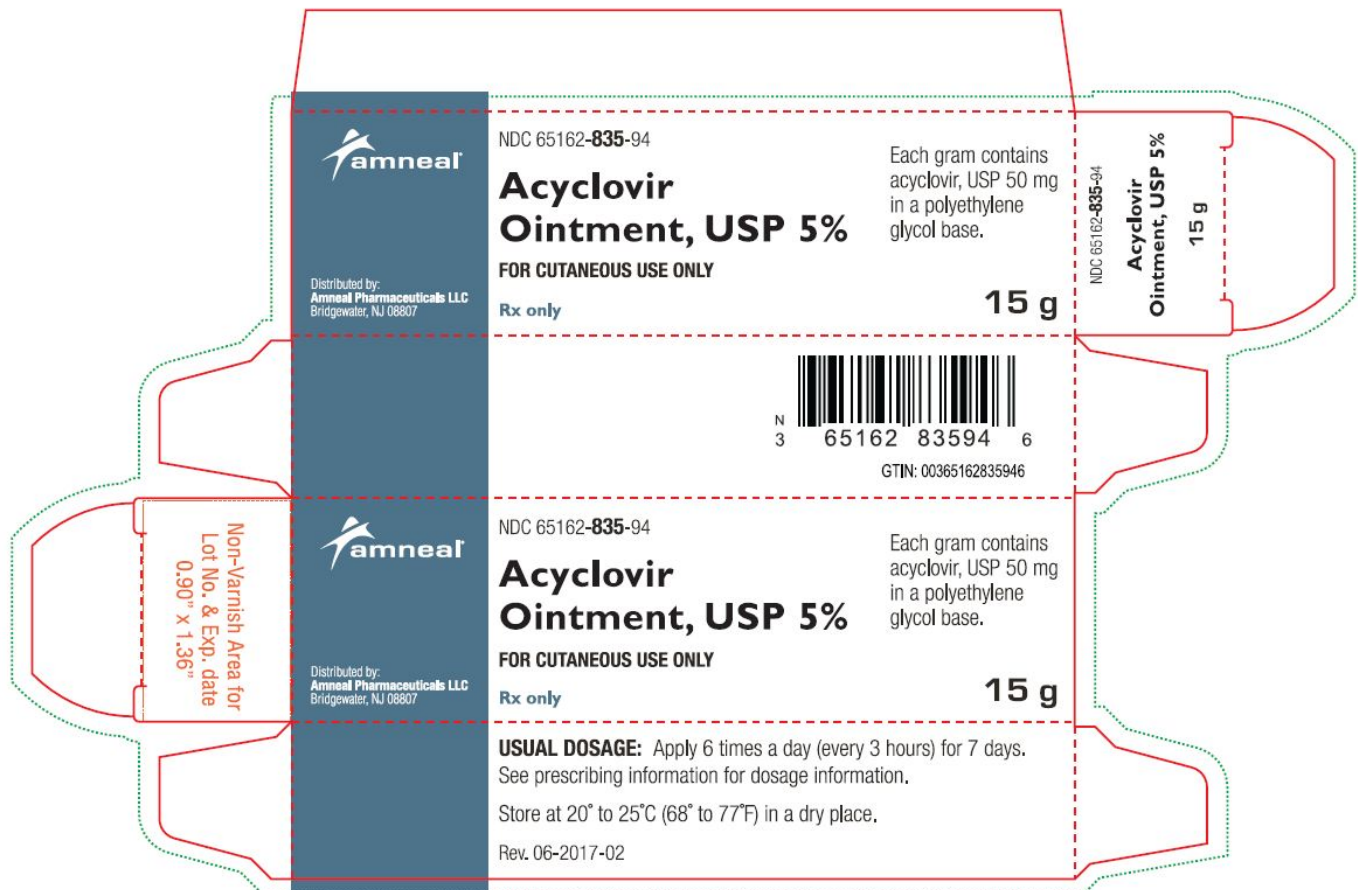 amneal®
Distributed by:
Amneal Pharmaceuticals LLC
Bridgewater, NJ 08807
NDC 65162-835-94
Acyclovir
Ointment, USP 5%
FOR CUTANEOUS USE ONLY
Rx only
Each gram contains
acyclovir, USP 50 mg
in a polyethylene
glycol base.
15 g
NDC 65162-835-94
Acyclovir
Ointment, USP 5%
15 g
N
3 65162 83594 6
GTIN: 00365162835946
Non-Varnish Area for
Lot No. & Exp. date
0.90” x 1.36”
amneal®
Distributed by:
Amneal Pharmaceuticals LLC
Bridgewater, NJ 08807
NDC 65162-835-94
Acyclovir
Ointment, USP 5%
FOR CUTANEOUS USE ONLY
Rx only
Each gram contains
acyclovir, USP 50 mg
in a polyethylene
glycol base.
15 g
USUAL DOSAGE: Apply 6 times a day (every 3 hours) for 7 days.
See prescribing information for dosage information.
Store at 20˚ to 25˚C (68˚ to 77˚F) in a dry place.
Rev. 06-2017-02